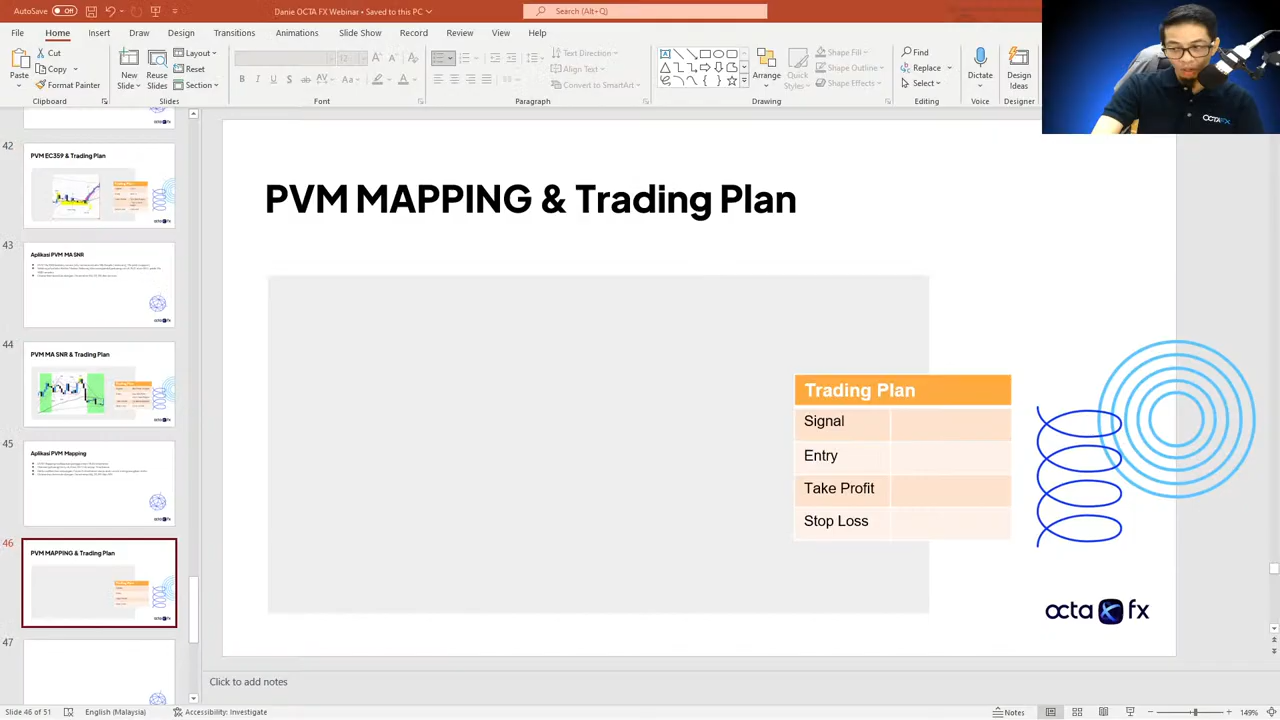 AutoSave Off
Danie OCTA FX Webinar • Saved to this PC
Search (Alt+Q)
File Home Insert Draw Design Transitions Animations Slide Show Record Review View Help
Paste
Cut
Copy
Format Painter
Clipboard
New Slide
Reuse Slides
Layout
Reset
Section
Slides
B I U S ab AV Aa A
Font
Text Direction
Align Text
Convert to SmartArt
Paragraph
Arrange
Quick Styles
Shape Fill
Shape Outline
Shape Effects
Drawing
Find
Replace
Select
Editing
Dictate
Voice
Design Ideas
Designer
OCTAFX
42
PVM EC359 & Trading Plan
43
Aplikasi PVM MA SNR
44
PVM MA SNR & Trading Plan
45
Aplikasi PVM Mapping
46
PVM MAPPING & Trading Plan
47
PVM MAPPING & Trading Plan
Trading Plan
Signal
Entry
Take Profit
Stop Loss
octa fx
Click to add notes
Slide 46 of 51
English (Malaysia)
Accessibility: Investigate
Notes
149%